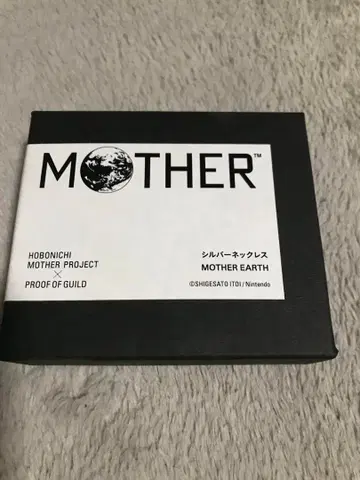 MOTHER™
HOBONICHI
MOTHER PROJECT
×
PROOF OF GUILD
シルバーネックレス
MOTHER EARTH
©SHIGESATO ITOI / Nintendo